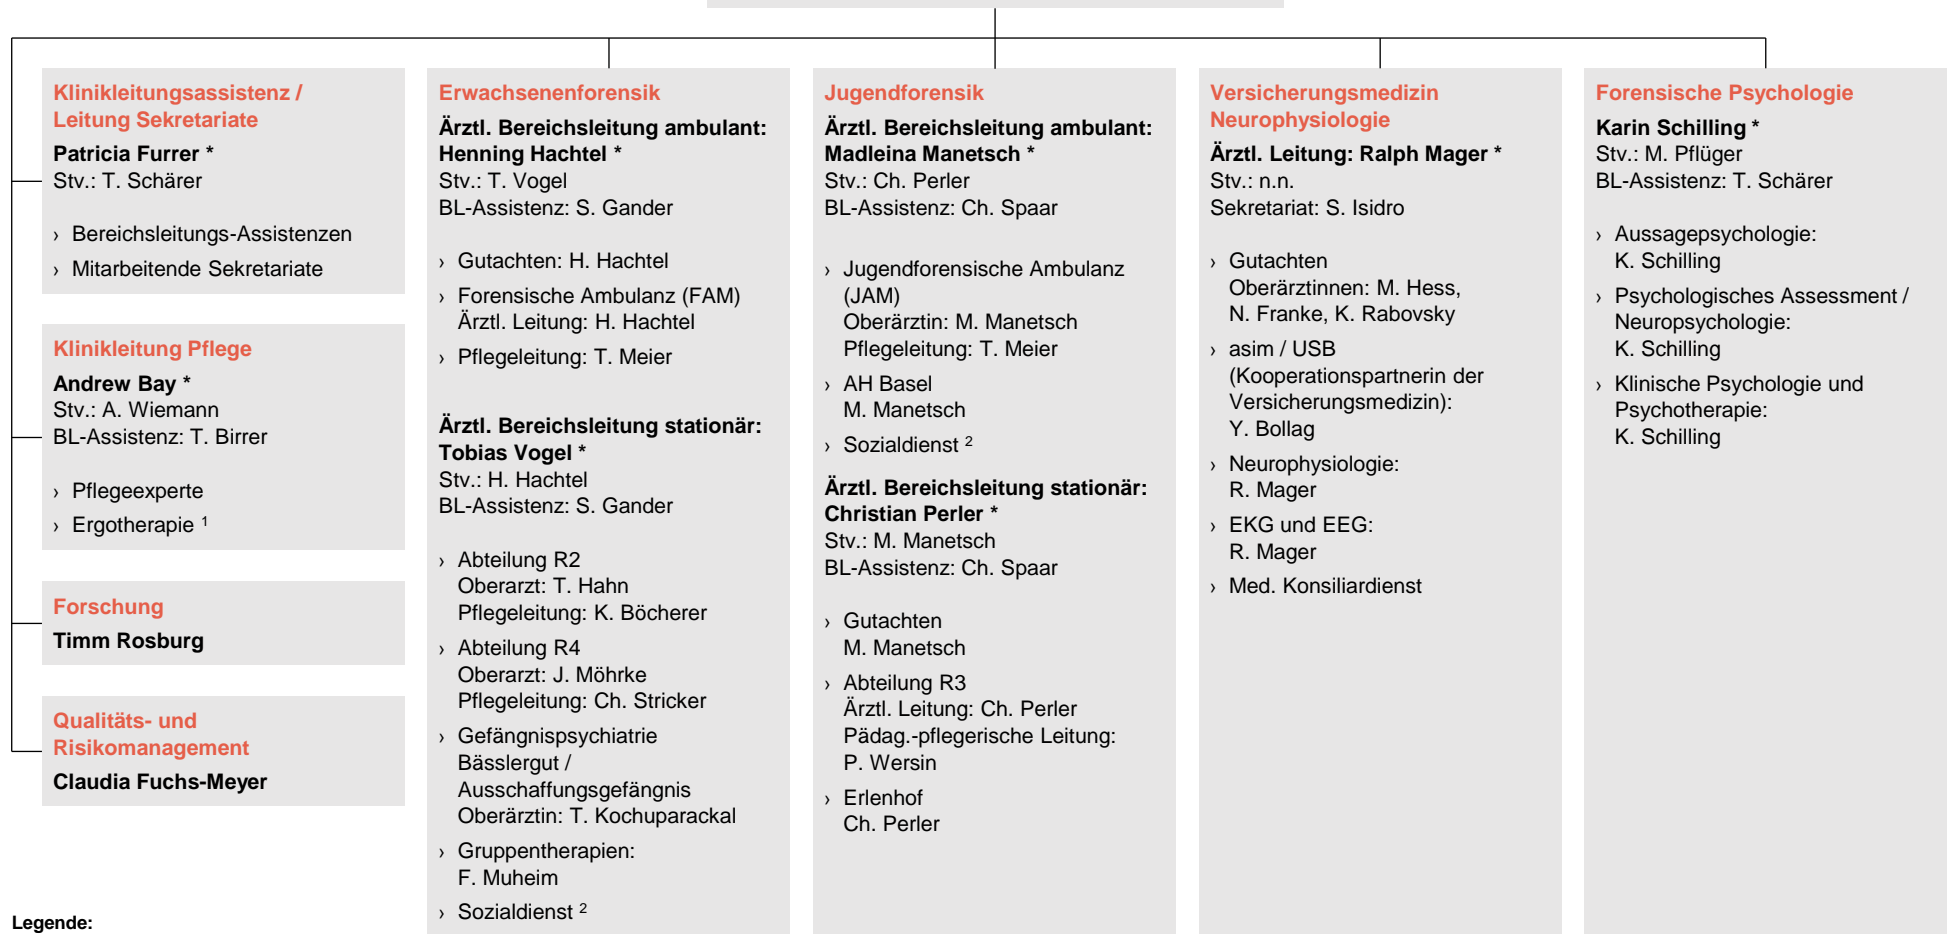 Klinikleitungsassistenz /
Leitung Sekretariate
Patricia Furrer *
Stv.: T. Schärer
› Bereichsleitungs-Assistenzen
› Mitarbeitende Sekretariate
Klinikleitung Pflege
Andrew Bay *
Stv.: A. Wiemann
BL-Assistenz: T. Birrer
› Pflegeexperte
› Ergotherapie ¹
Forschung
Timm Rosburg
Qualitäts- und
Risikomanagement
Claudia Fuchs-Meyer
Erwachsenenforensik
Ärztl. Bereichsleitung ambulant:
Henning Hachtel *
Stv.: T. Vogel
BL-Assistenz: S. Gander
› Gutachten: H. Hachtel
› Forensische Ambulanz (FAM)
Ärztl. Leitung: H. Hachtel
› Pflegeleitung: T. Meier
Ärztl. Bereichsleitung stationär:
Tobias Vogel *
Stv.: H. Hachtel
BL-Assistenz: S. Gander
› Abteilung R2
Oberarzt: T. Hahn
Pflegeleitung: K. Böcherer
› Abteilung R4
Oberarzt: J. Möhrke
Pflegeleitung: Ch. Stricker
› Gefängnispsychiatrie
Bässlergut /
Ausschaffungsgefängnis
Oberärztin: T. Kochuparackal
› Gruppentherapien:
F. Muheim
› Sozialdienst ²
Jugendforensik
Ärztl. Bereichsleitung ambulant:
Madleina Manetsch *
Stv.: Ch. Perler
BL-Assistenz: Ch. Spaar
› Jugendforensische Ambulanz
(JAM)
Oberärztin: M. Manetsch
Pflegeleitung: T. Meier
› AH Basel
M. Manetsch
› Sozialdienst ²
Ärztl. Bereichsleitung stationär:
Christian Perler *
Stv.: M. Manetsch
BL-Assistenz: Ch. Spaar
› Gutachten
M. Manetsch
› Abteilung R3
Ärztl. Leitung: Ch. Perler
Pädag.-pflegerische Leitung:
P. Wersin
› Erlenhof
Ch. Perler
Versicherungsmedizin
Neurophysiologie
Ärztl. Leitung: Ralph Mager *
Stv.: n.n.
Sekretariat: S. Isidro
› Gutachten
Oberärztinnen: M. Hess,
N. Franke, K. Rabovsky
› asim / USB
(Kooperationspartnerin der
Versicherungsmedizin):
Y. Bollag
› Neurophysiologie:
R. Mager
› EKG und EEG:
R. Mager
› Med. Konsiliardienst
Forensische Psychologie
Karin Schilling *
Stv.: M. Pflüger
BL-Assistenz: T. Schärer
› Aussagepsychologie:
K. Schilling
› Psychologisches Assessment /
Neuropsychologie:
K. Schilling
› Klinische Psychologie und
Psychotherapie:
K. Schilling
Legende: